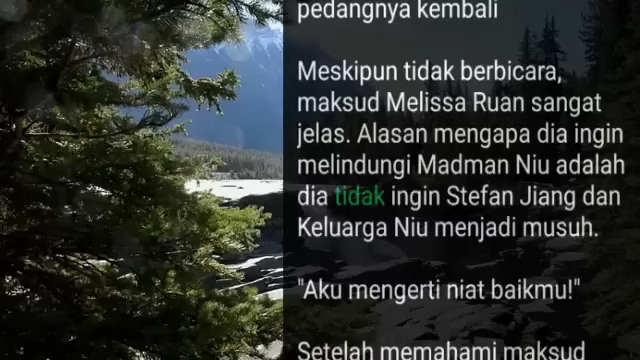 pedangnya kembali
Meskipun tidak berbicara,
maksud Melissa Ruan sangat
jelas. Alasan mengapa dia ingin
melindungi Madman Niu adalah
dia tidak ingin Stefan Jiang dan
Keluarga Niu menjadi musuh.
"Aku mengerti niat baikmu!"
Setelah memahami maksud